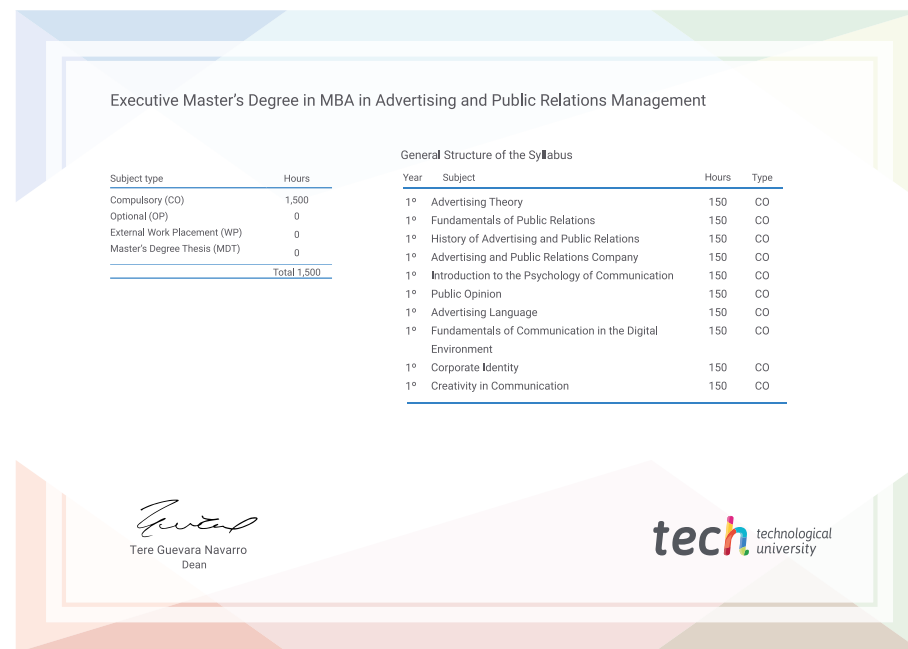 Executive Master's Degree in MBA in Advertising and Public Relations Management
Subject type Hours
Compulsory (CO) 1,500
Optional (OP) 0
External Work Placement (WP) 0
Master's Degree Thesis (MDT) 0
Total 1,500
General Structure of the Syllabus
Year Subject Hours Type
1º Advertising Theory 150 CO
1º Fundamentals of Public Relations 150 CO
1º History of Advertising and Public Relations 150 CO
1º Advertising and Public Relations Company 150 CO
1º Introduction to the Psychology of Communication 150 CO
1º Public Opinion 150 CO
1º Advertising Language 150 CO
1º Fundamentals of Communication in the Digital 150 CO
Environment
1º Corporate Identity 150 CO
1º Creativity in Communication 150 CO
Tere Guevara Navarro
Dean
tech technological
university